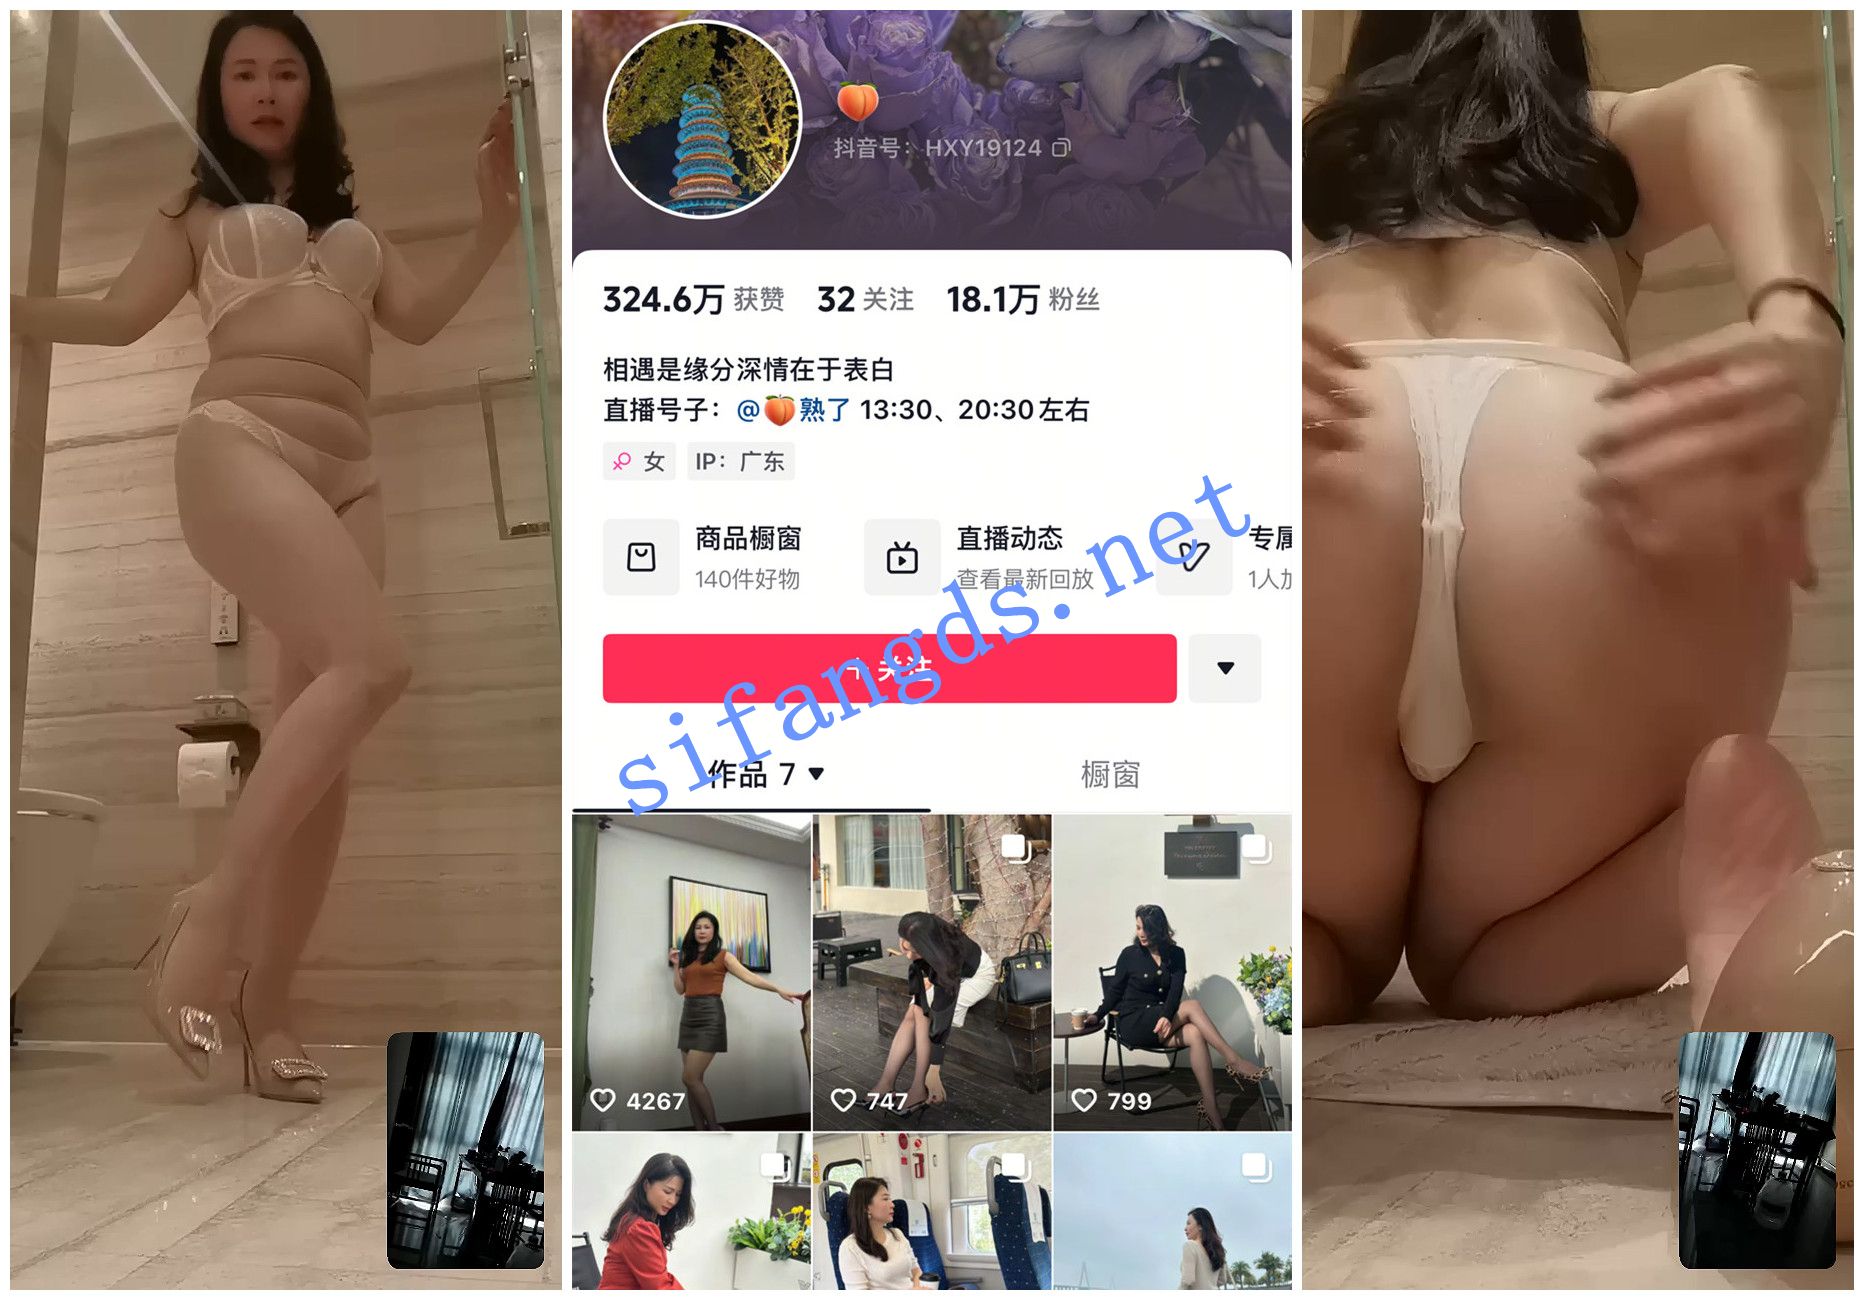 🍑
抖音号：HXY19124
324.6万 获赞 32 关注 18.1万 粉丝
相遇是缘分深情在于表白
直播号子：@🍑熟了 13:30、20:30左右
女 IP：广东
商品橱窗 直播动态 专属
140件好物 查看最新回放 1人加
+ 关注
sifangds.net
作品 7 橱窗
4267 747 799